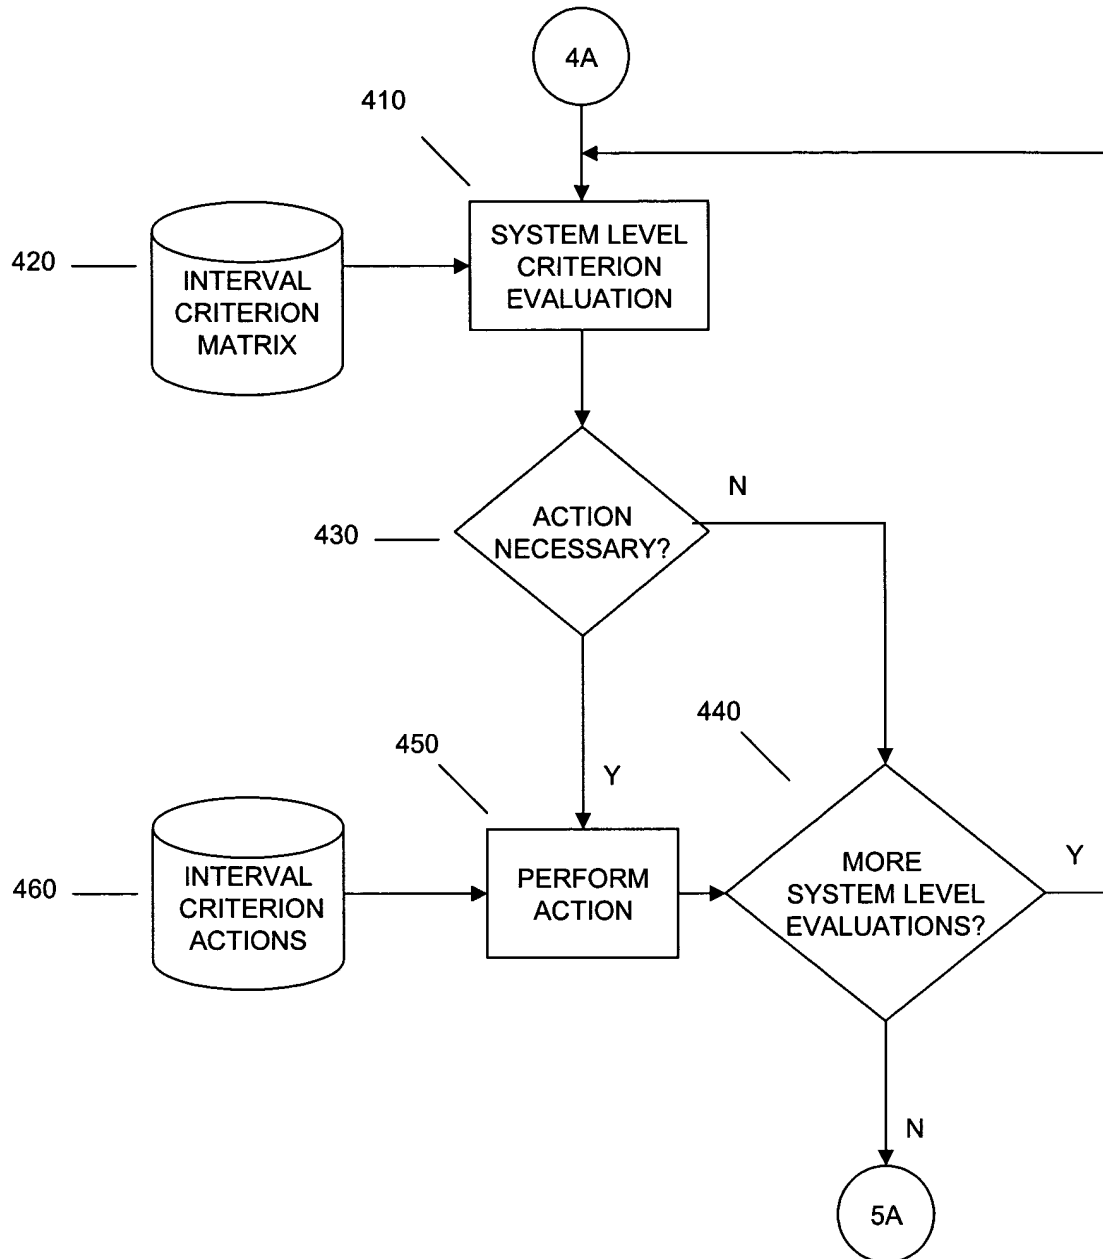 4A
410
SYSTEM LEVEL
CRITERION
EVALUATION
420
INTERVAL
CRITERION
MATRIX
N
430
ACTION
NECESSARY?
440
450
Y
460
INTERVAL
CRITERION
ACTIONS
PERFORM
ACTION
MORE
SYSTEM LEVEL
EVALUATIONS?
Y
N
5A